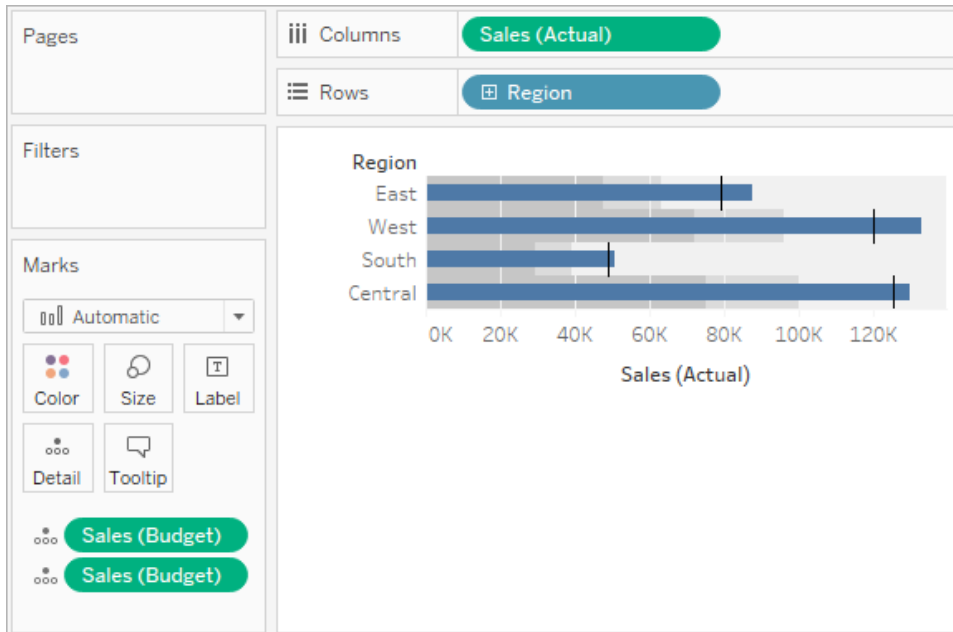 Pages
Columns
Sales (Actual)
Rows
Region
Filters
Marks
Automatic
Color
Size
T
Label
Detail
Tooltip
Sales (Budget)
Sales (Budget)
Region
East
West
South
Central
0K 20K 40K 60K 80K 100K 120K
Sales (Actual)